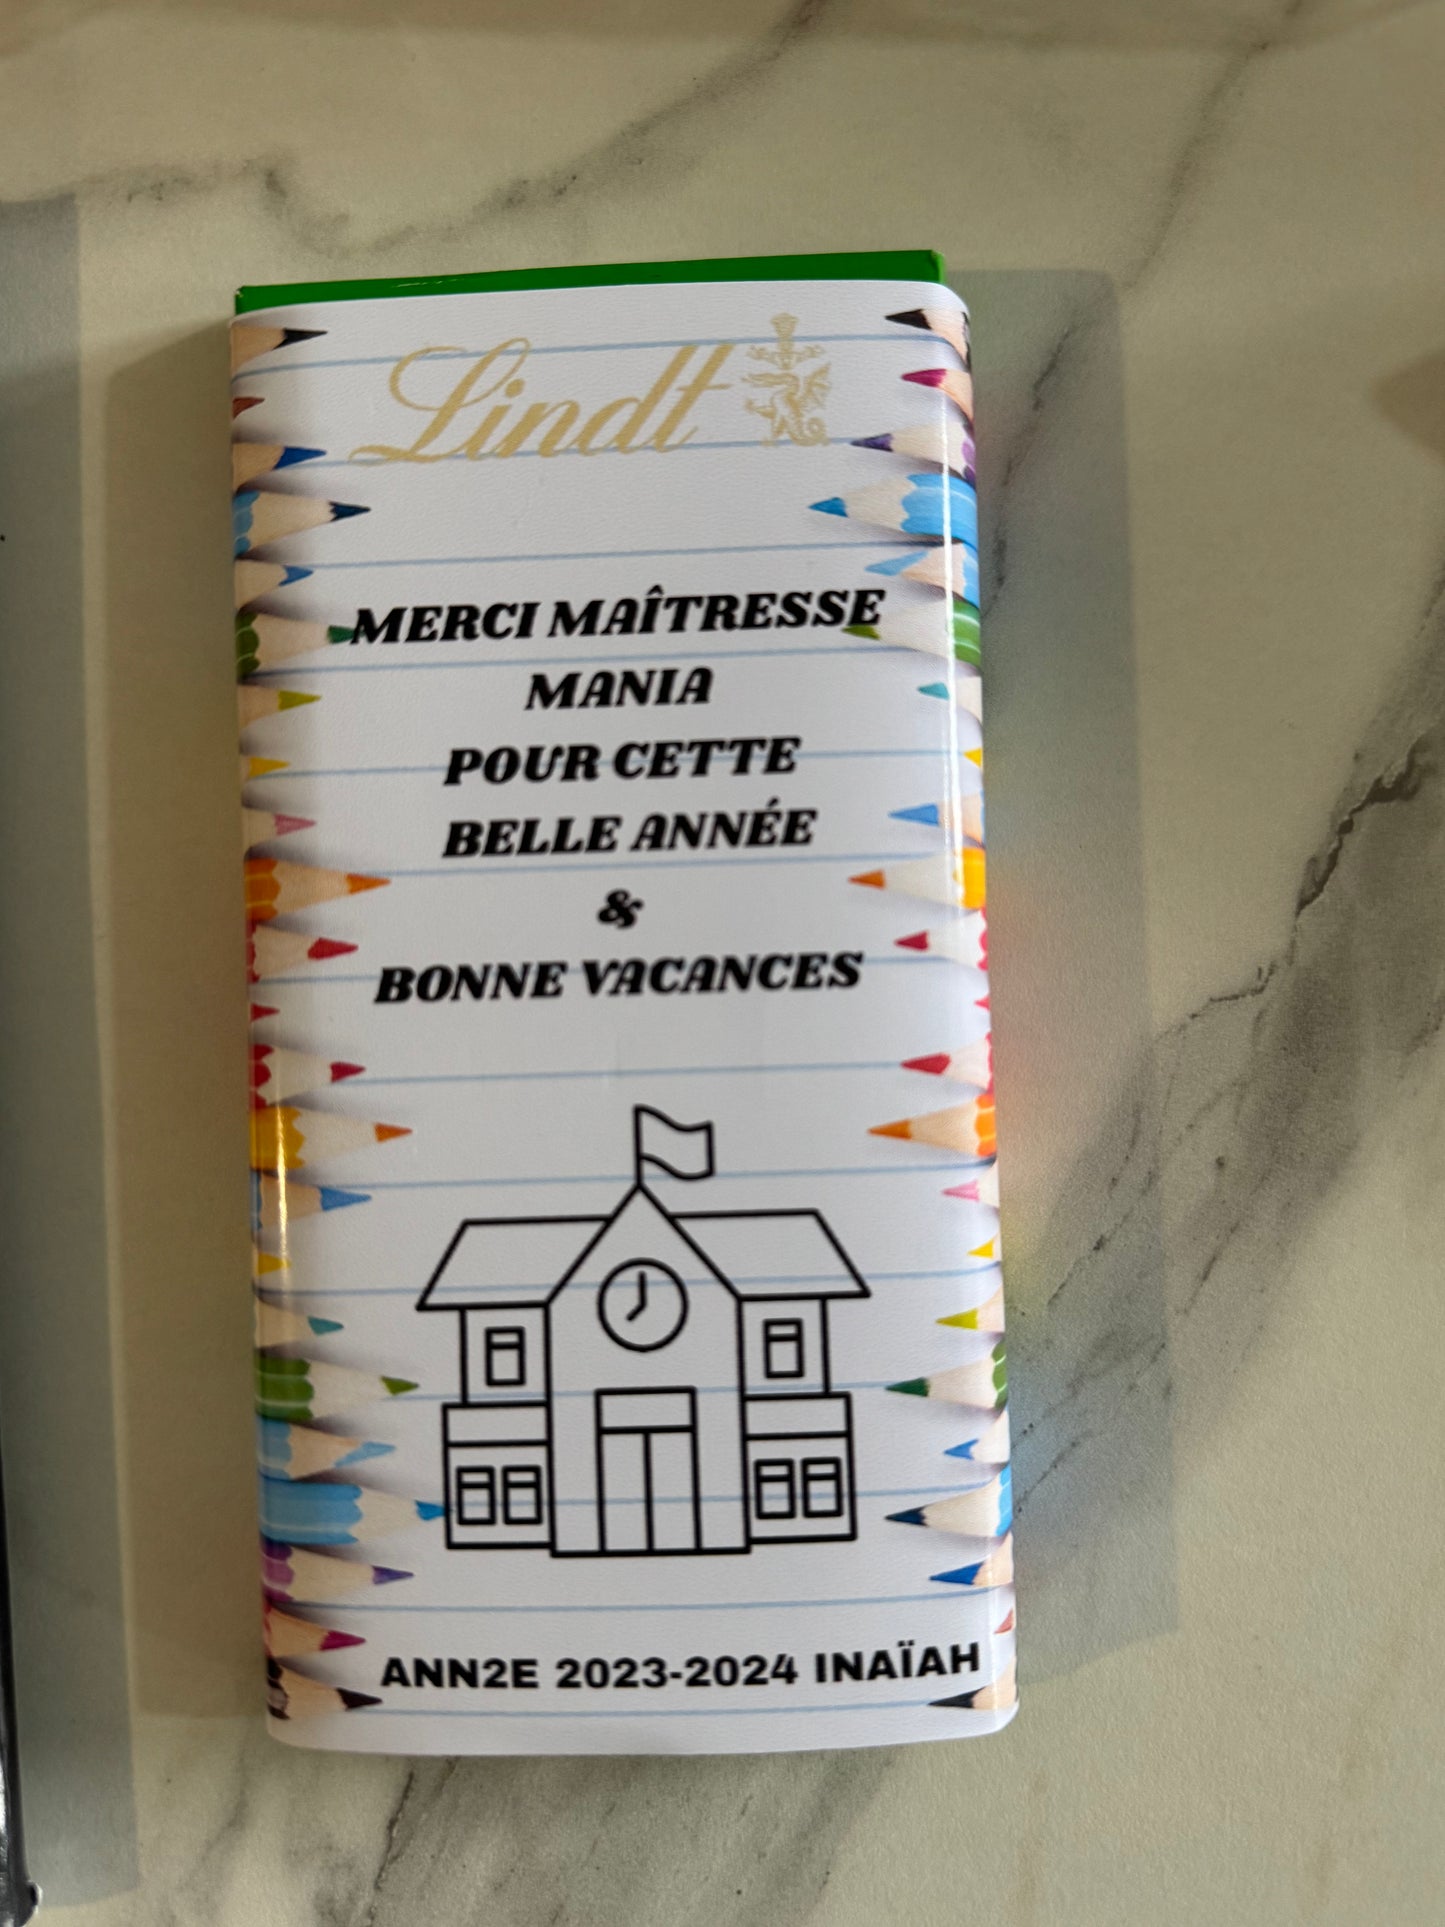 Lindt
MERCI MAÎTRESSE
MANIA
POUR CETTE
BELLE ANNÉE
&
BONNE VACANCES
ANN2E 2023-2024 INAÏAH